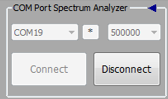 COM Port Spectrum Analyzer
COM19 * 500000
Connect Disconnect